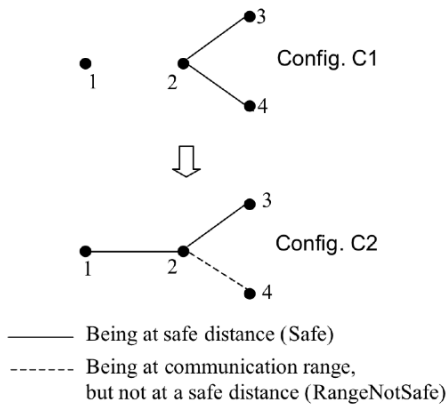 3
Config. C1
1
2
4
3
Config. C2
1
2
4
Being at safe distance (Safe)
Being at communication range,
but not at a safe distance (RangeNotSafe)